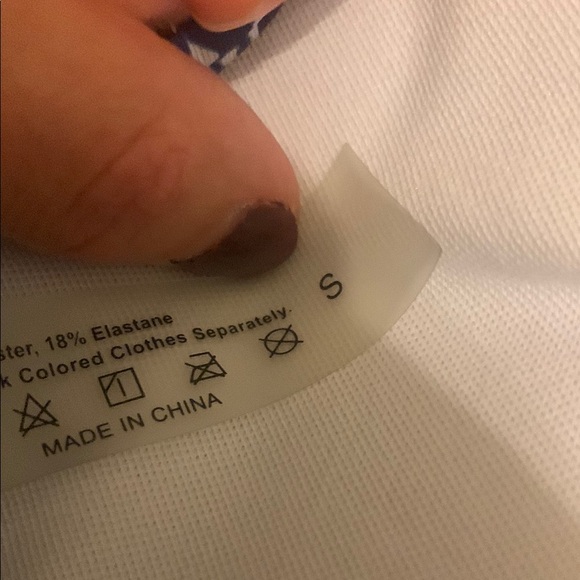 ster, 18% Elastane
k Colored Clothes Separately.
MADE IN CHINA
S